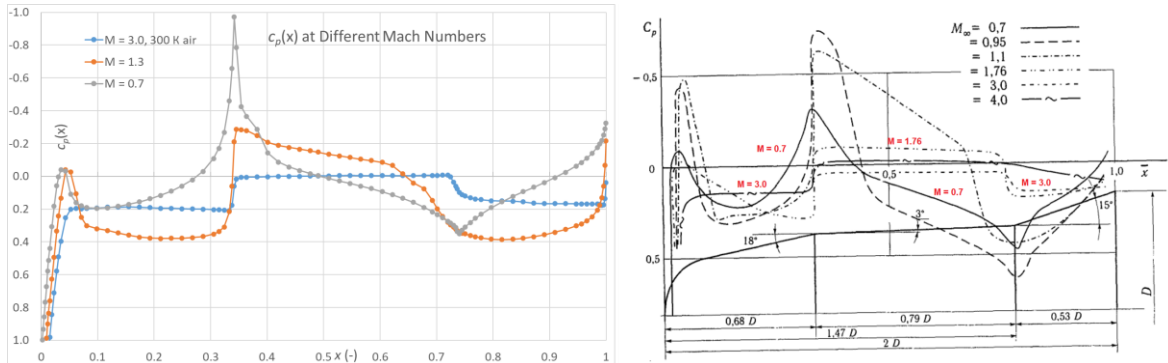 -1.0
-0.8
-0.6
-0.4
-0.2
0.0
0.2
0.4
0.6
0.8
1.0
cp(x) at Different Mach Numbers
M = 3.0, 300 K air
M = 1.3
M = 0.7
cp(x)
0 0.1 0.2 0.3 0.4 0.5 x (-) 0.6 0.7 0.8 0.9 1
Cp
M∞ = 0,7
= 0,95
= 1,1
= 1,76
= 3,0
= 4,0
- 0,5
M = 0.7
M = 1.76
0
0,5
1,0
x̄
M = 3.0
M = 0.7
M = 3.0
3°
15°
18°
0,5
D
0,68 D
0,79 D
0,53 D
1,47 D
2 D